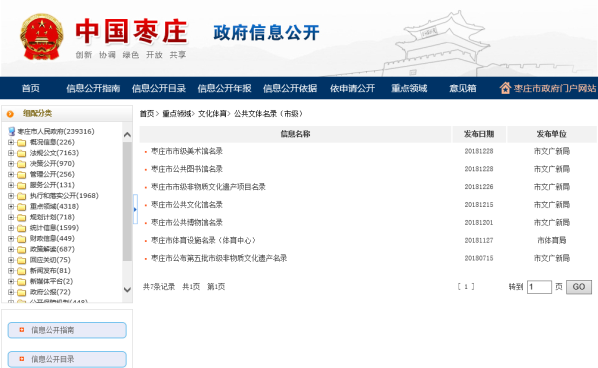 中国枣庄
创新 协调 绿色 开放 共享
政府信息公开
首页 信息公开指南 信息公开目录 信息公开年报 信息公开依据 依申请公开 重点领域 意见箱 枣庄市政府门户网站
细配分类
首页> 重点领域> 文化体育> 公共文体名录（市级）
枣庄市人民政府(239316)
概况信息(226)
法规公文(7163)
决策公开(970)
管理公开(256)
服务公开(131)
执行和落实公开(1968)
重点领域(4318)
规划计划(718)
统计信息(1599)
财政信息(449)
政策解读(687)
回应关切(75)
新闻发布(81)
新媒体平台(2)
政府公报(72)
信息名称 发布日期 发布单位
枣庄市市级美术馆名录 20181228 市文广新局
枣庄市公共图书馆名录 20181228 市文广新局
枣庄市市级非物质文化遗产项目名录 20181226 市文广新局
枣庄市公共文化馆名录 20181215 市文广新局
枣庄市公共博物馆名录 20181201 市文广新局
枣庄市体育设施名录（体育中心） 20181127 市体育局
枣庄市公布第五批市级非物质文化遗产名录 20180715 市文广新局
共7条记录 共1页 第1页 [ 1 ] 转到 1 页 GO
信息公开指南
信息公开目录